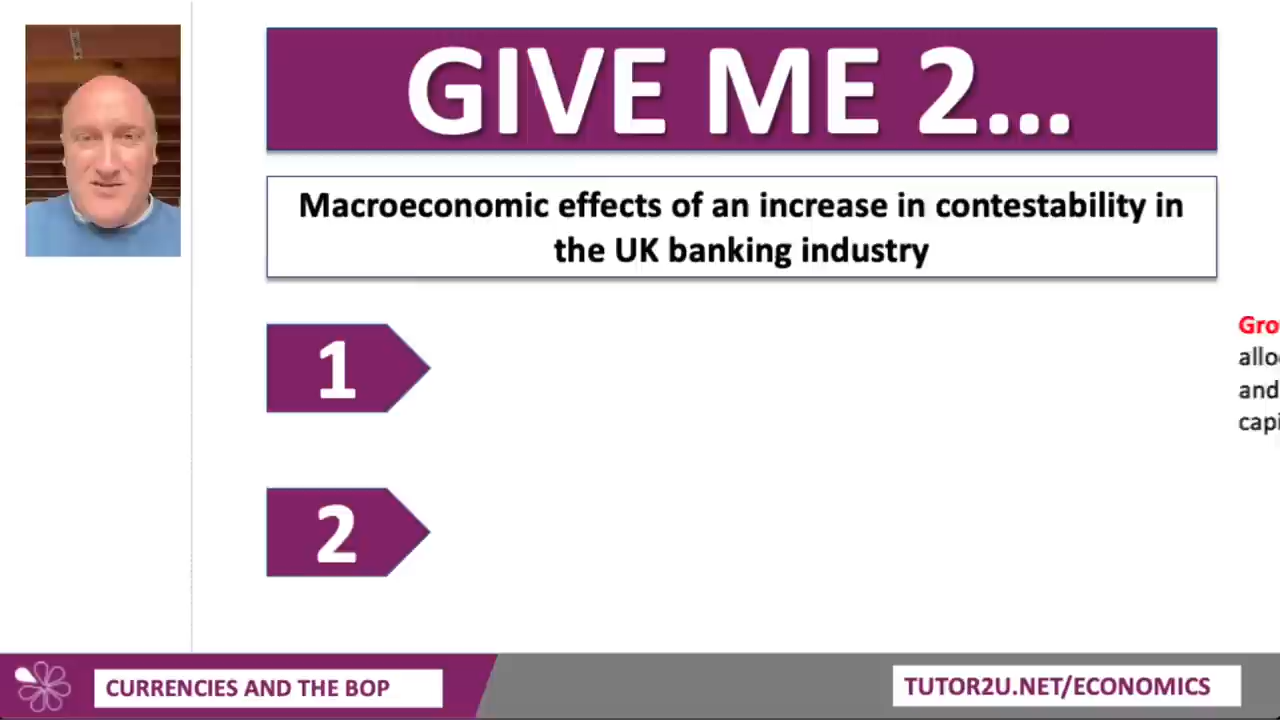 GIVE ME 2...
Macroeconomic effects of an increase in contestability in
the UK banking industry
1
Gro
allo
and
capi
2
CURRENCIES AND THE BOP
TUTOR2U.NET/ECONOMICS